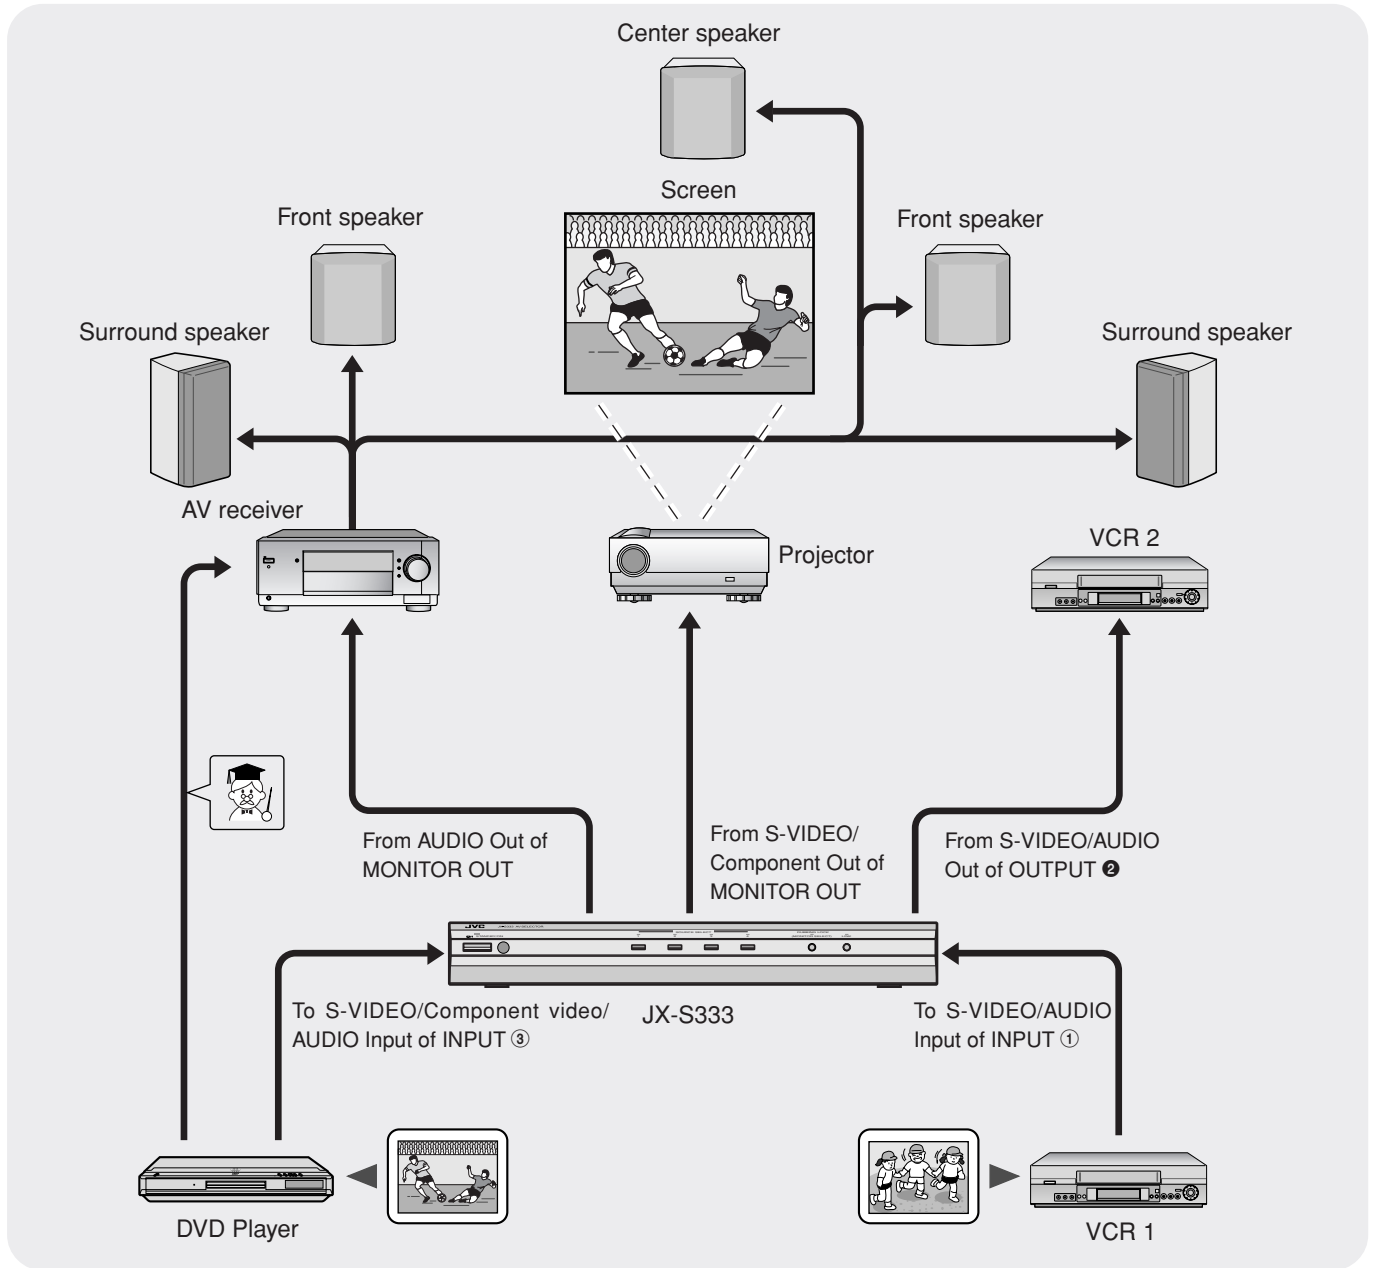 Center speaker
Screen
Front speaker
Front speaker
Surround speaker
Surround speaker
AV receiver
Projector
VCR 2
From AUDIO Out of
MONITOR OUT
From S-VIDEO/
Component Out of
MONITOR OUT
From S-VIDEO/AUDIO
Out of OUTPUT ❷
JVC
To S-VIDEO/Component video/
AUDIO Input of INPUT ③
JX-S333
To S-VIDEO/AUDIO
Input of INPUT ①
DVD Player
VCR 1